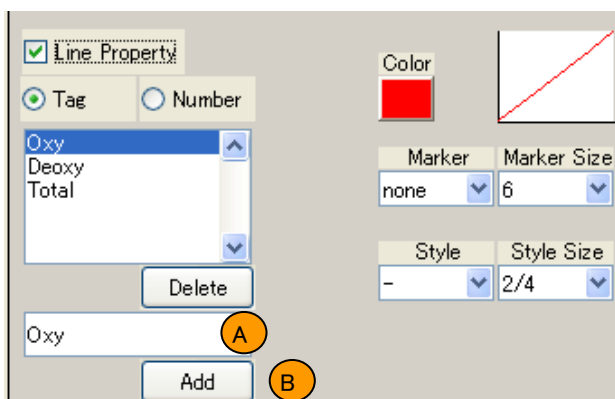 Line Property
Tag
Number
Oxy
Deoxy
Total
Delete
Oxy
A
Add
B
Color
Marker
Marker Size
none
6
Style
Style Size
-
2/4